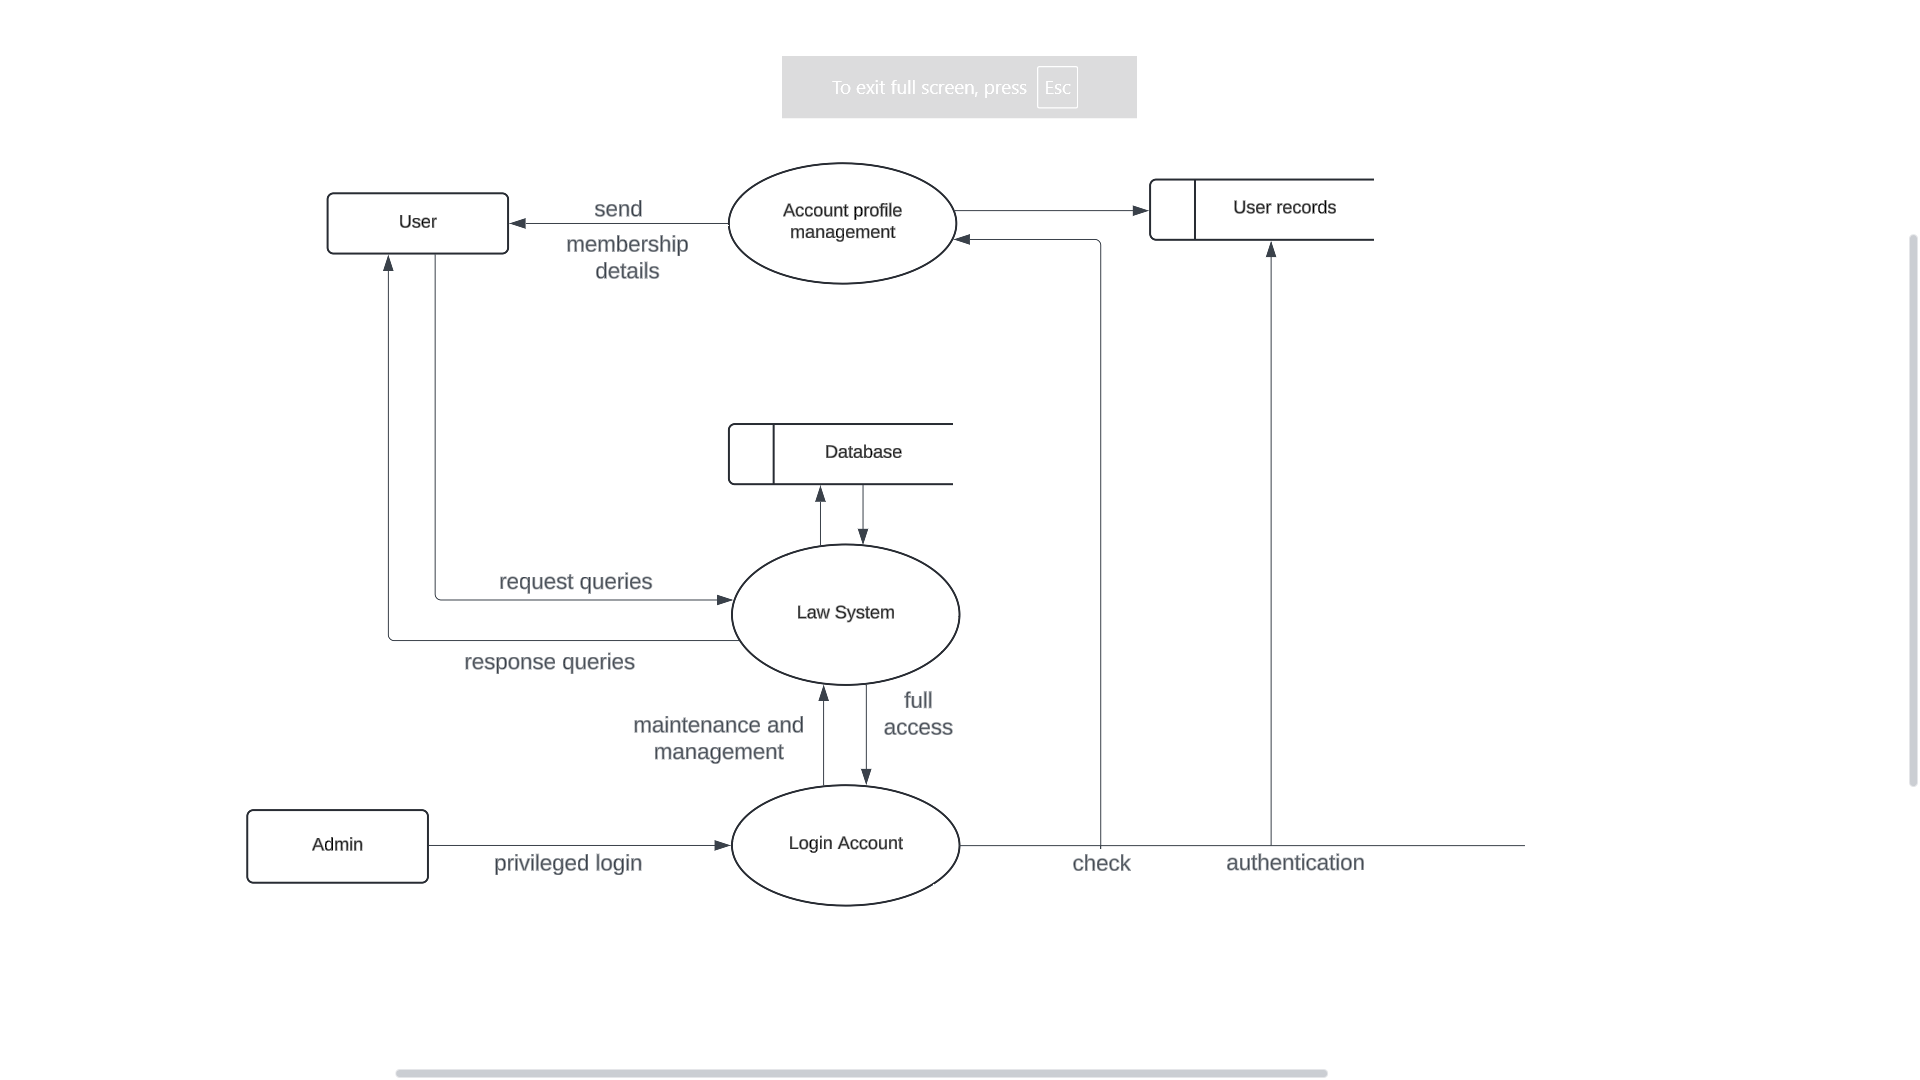 To exit full screen, press Esc
User
send
membership
details
Account profile
management
User records
Database
request queries
Law System
response queries
full
access
maintenance and
management
Admin
privileged login
Login Account
check
authentication